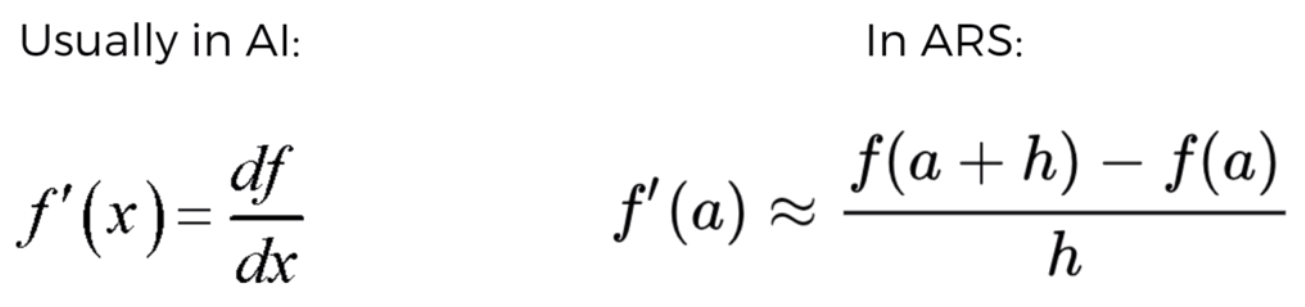 Usually in AI:
In ARS:
f'(x)=df/dx
f'(a) ≈ f(a + h) − f(a)/h